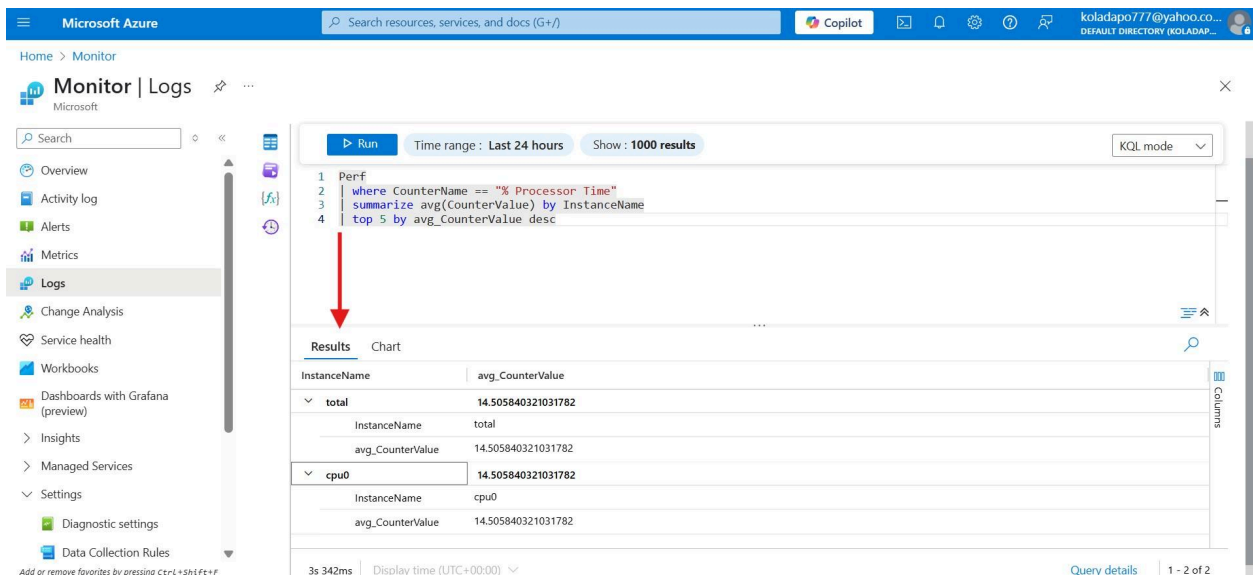 Microsoft Azure
Search resources, services, and docs (G+/)
Copilot
koladapo777@yahoo.co...
DEFAULT DIRECTORY (KOLADAP...
Home > Monitor
Monitor | Logs
Microsoft
Search
Overview
Activity log
Alerts
Metrics
Logs
Change Analysis
Service health
Workbooks
Dashboards with Grafana
(preview)
Insights
Managed Services
Settings
Diagnostic settings
Data Collection Rules
Add or remove favorites by pressing Ctrl+Shift+F
Run
Time range : Last 24 hours
Show : 1000 results
KQL mode
1 Perf
2 | where CounterName == "% Processor Time"
3 | summarize avg(CounterValue) by InstanceName
4 | top 5 by avg_CounterValue desc
Results Chart
InstanceName avg_CounterValue
total 14.505840321031782
InstanceName total
avg_CounterValue 14.505840321031782
cpu0 14.505840321031782
InstanceName cpu0
avg_CounterValue 14.505840321031782
Columns
3s 342ms Display time (UTC+00:00) Query details 1 - 2 of 2